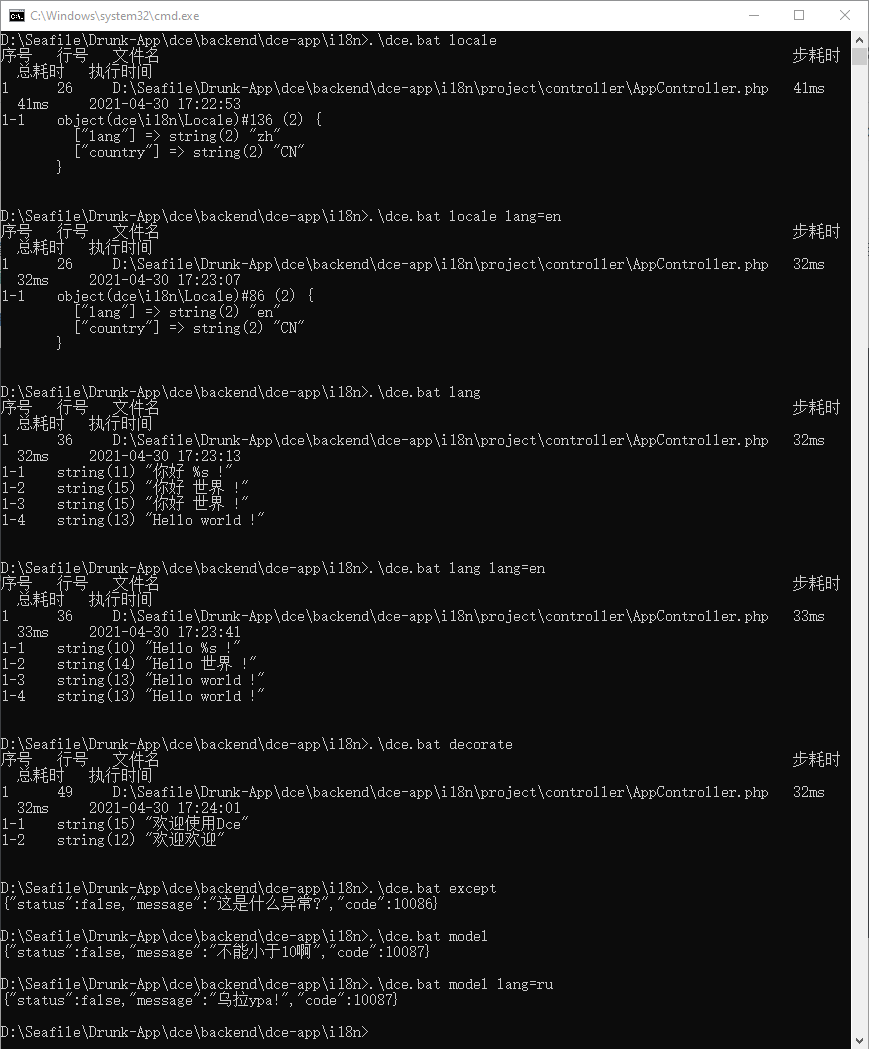 C:\Windows\system32\cmd.exe
D:\Seafile\Drunk-App\dce\backend\dce-app\i18n>.\dce.bat locale
序号 行号 文件名 步耗时
总耗时 执行时间
1 26 D:\Seafile\Drunk-App\dce\backend\dce-app\i18n\project\controller\AppController.php 41ms
41ms 2021-04-30 17:22:53
1-1 object(dce\i18n\Locale)#136 (2) {
["lang"] => string(2) "zh"
["country"] => string(2) "CN"
}
D:\Seafile\Drunk-App\dce\backend\dce-app\i18n>.\dce.bat locale lang=en
序号 行号 文件名 步耗时
总耗时 执行时间
1 26 D:\Seafile\Drunk-App\dce\backend\dce-app\i18n\project\controller\AppController.php 32ms
32ms 2021-04-30 17:23:07
1-1 object(dce\i18n\Locale)#86 (2) {
["lang"] => string(2) "en"
["country"] => string(2) "CN"
}
D:\Seafile\Drunk-App\dce\backend\dce-app\i18n>.\dce.bat lang
序号 行号 文件名 步耗时
总耗时 执行时间
1 36 D:\Seafile\Drunk-App\dce\backend\dce-app\i18n\project\controller\AppController.php 32ms
32ms 2021-04-30 17:23:13
1-1 string(11) "你好 %s !"
1-2 string(15) "你好 世界 !"
1-3 string(15) "你好 世界 !"
1-4 string(13) "Hello world !"
D:\Seafile\Drunk-App\dce\backend\dce-app\i18n>.\dce.bat lang lang=en
序号 行号 文件名 步耗时
总耗时 执行时间
1 36 D:\Seafile\Drunk-App\dce\backend\dce-app\i18n\project\controller\AppController.php 33ms
33ms 2021-04-30 17:23:41
1-1 string(10) "Hello %s !"
1-2 string(14) "Hello 世界 !"
1-3 string(13) "Hello world !"
1-4 string(13) "Hello world !"
D:\Seafile\Drunk-App\dce\backend\dce-app\i18n>.\dce.bat decorate
序号 行号 文件名 步耗时
总耗时 执行时间
1 49 D:\Seafile\Drunk-App\dce\backend\dce-app\i18n\project\controller\AppController.php 32ms
32ms 2021-04-30 17:24:01
1-1 string(15) "欢迎使用Dce"
1-2 string(12) "欢迎欢迎"
D:\Seafile\Drunk-App\dce\backend\dce-app\i18n>.\dce.bat except
{"status":false,"message":"这是什么异常?","code":10086}
D:\Seafile\Drunk-App\dce\backend\dce-app\i18n>.\dce.bat model
{"status":false,"message":"不能小于10啊","code":10087}
D:\Seafile\Drunk-App\dce\backend\dce-app\i18n>.\dce.bat model lang=ru
{"status":false,"message":"乌拉ура!","code":10087}
D:\Seafile\Drunk-App\dce\backend\dce-app\i18n>